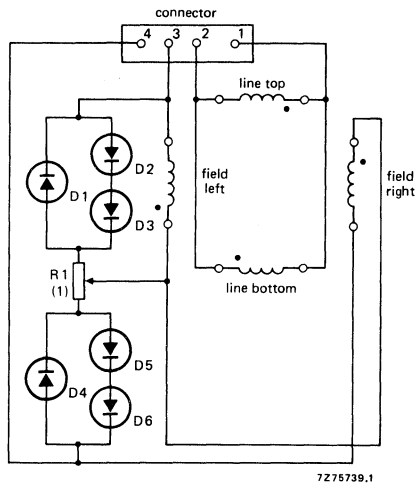 connector
4 3 2 1
line top
D2
field left
field right
D1
D3
R1
(1)
line bottom
D5
D4
D6
7Z75739.1